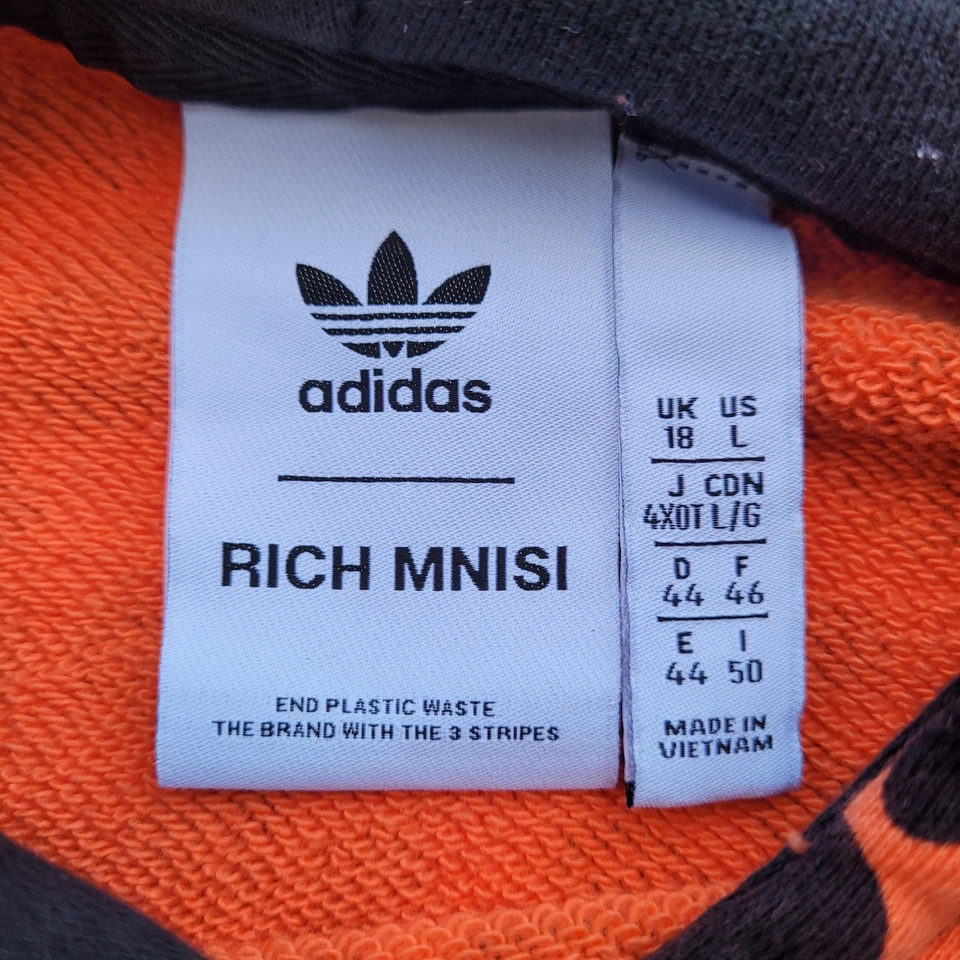 adidas
RICH MNISI
END PLASTIC WASTE
THE BRAND WITH THE 3 STRIPES
UK US
18 L
J CDN
4XOT L/G
D F
44 46
E I
44 50
MADE IN
VIETNAM